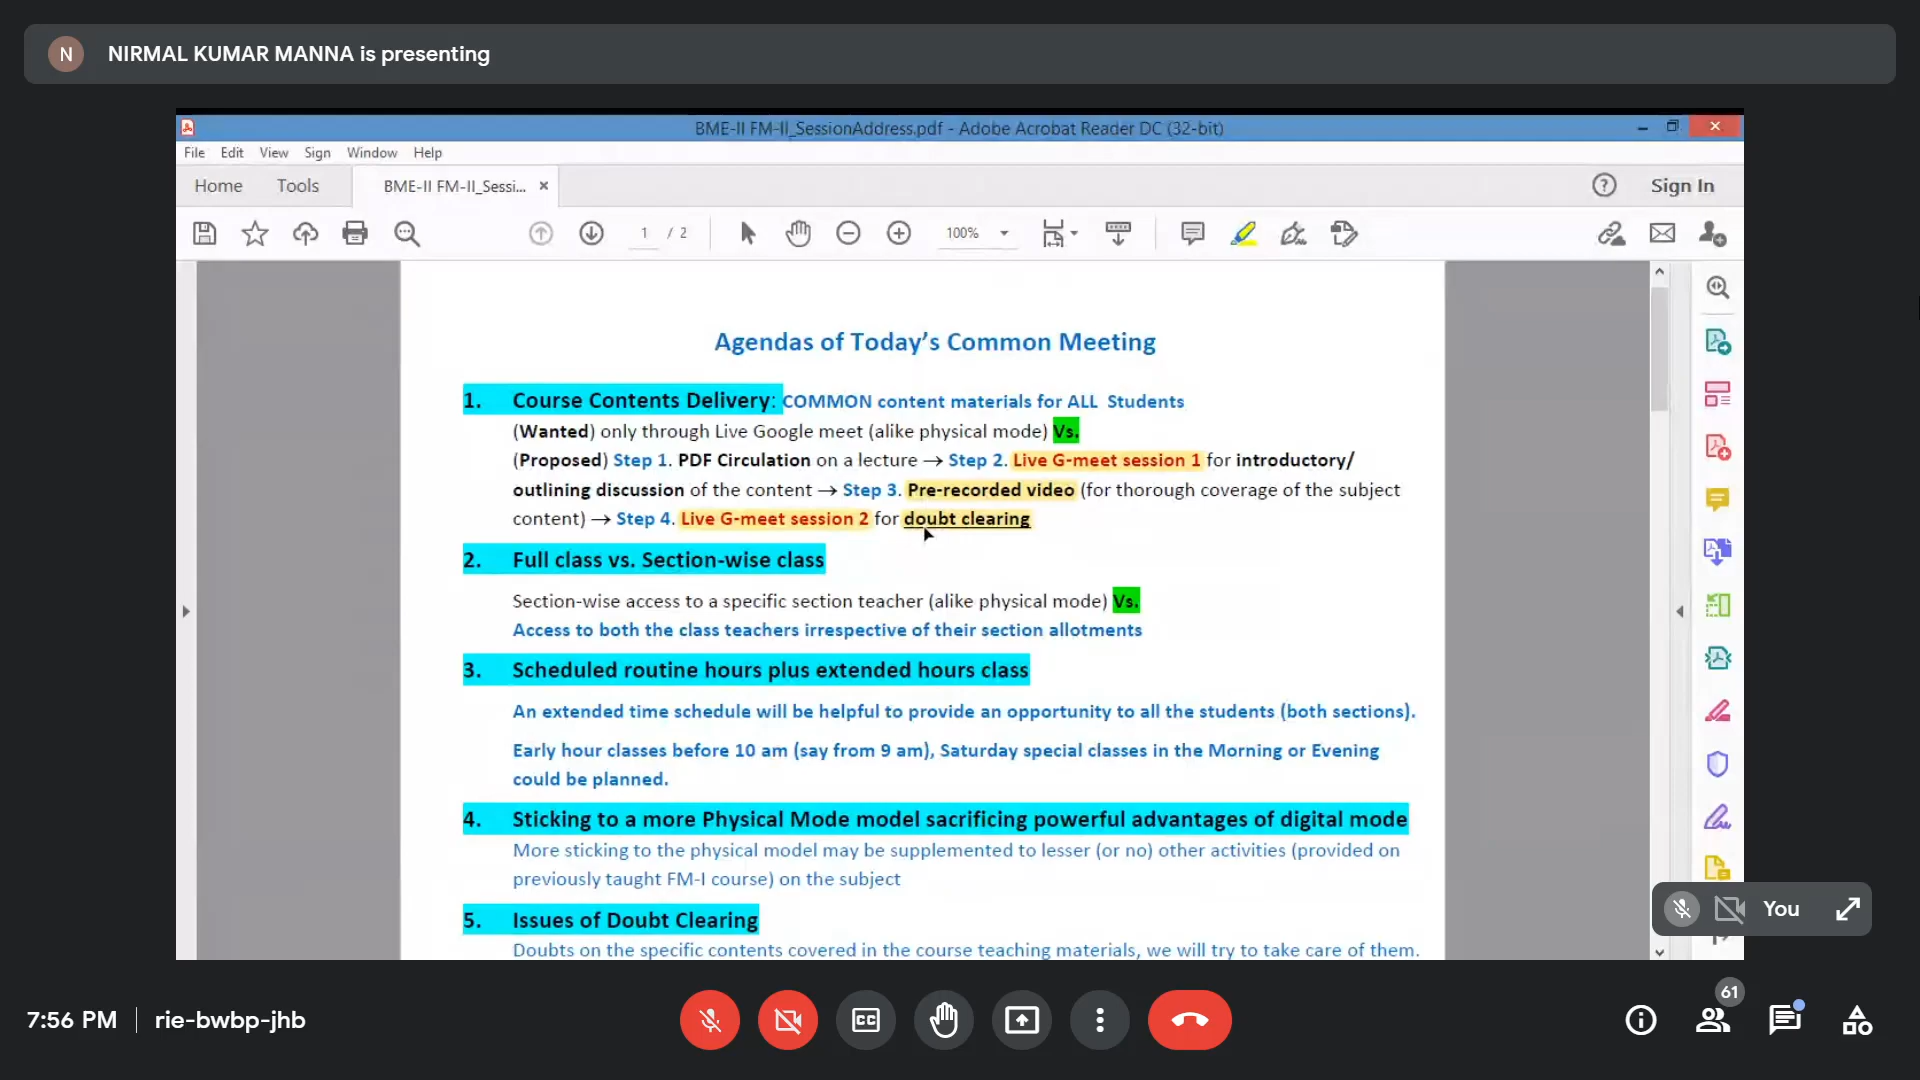 N NIRMAL KUMAR MANNA is presenting
BME-II FM-II_SessionAddress.pdf - Adobe Acrobat Reader DC (32-bit)
File Edit View Sign Window Help
Home Tools BME-II FM-II_Sessi... × Sign In
1 / 2 100%
Agendas of Today's Common Meeting
1. Course Contents Delivery: COMMON content materials for ALL Students
(Wanted) only through Live Google meet (alike physical mode) Vs.
(Proposed) Step 1. PDF Circulation on a lecture → Step 2. Live G-meet session 1 for introductory/
outlining discussion of the content → Step 3. Pre-recorded video (for thorough coverage of the subject
content) → Step 4. Live G-meet session 2 for doubt clearing
2. Full class vs. Section-wise class
Section-wise access to a specific section teacher (alike physical mode) Vs.
Access to both the class teachers irrespective of their section allotments
3. Scheduled routine hours plus extended hours class
An extended time schedule will be helpful to provide an opportunity to all the students (both sections).
Early hour classes before 10 am (say from 9 am), Saturday special classes in the Morning or Evening
could be planned.
4. Sticking to a more Physical Mode model sacrificing powerful advantages of digital mode
More sticking to the physical model may be supplemented to lesser (or no) other activities (provided on
previously taught FM-I course) on the subject
5. Issues of Doubt Clearing
Doubts on the specific contents covered in the course teaching materials, we will try to take care of them.
You
7:56 PM | rie-bwbp-jhb
CC
61